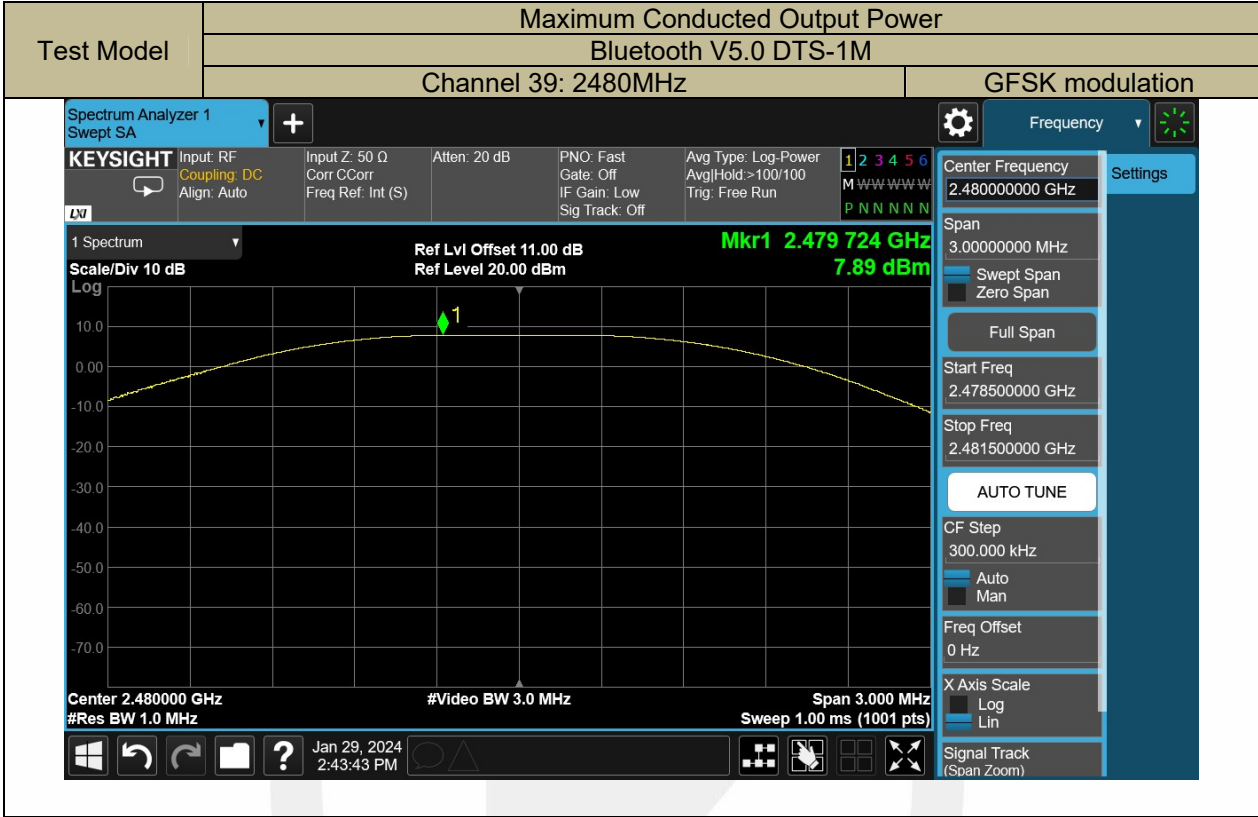 Test Model
Maximum Conducted Output Power
Bluetooth V5.0 DTS-1M
Channel 39: 2480MHz
GFSK modulation
Spectrum Analyzer 1
Swept SA
Frequency
KEYSIGHT
LXI
Input: RF
Coupling: DC
Align: Auto
Input Z: 50 Ω
Corr CCorr
Freq Ref: Int (S)
Atten: 20 dB
PNO: Fast
Gate: Off
IF Gain: Low
Sig Track: Off
Avg Type: Log-Power
Avg|Hold:>100/100
Trig: Free Run
1 2 3 4 5 6
M W W W W W
P N N N N N
1 Spectrum
Scale/Div 10 dB
Log
Ref Lvl Offset 11.00 dB
Ref Level 20.00 dBm
Mkr1 2.479 724 GHz
7.89 dBm
1
10.0
0.00
-10.0
-20.0
-30.0
-40.0
-50.0
-60.0
-70.0
Center 2.480000 GHz
#Res BW 1.0 MHz
#Video BW 3.0 MHz
Span 3.000 MHz
Sweep 1.00 ms (1001 pts)
Jan 29, 2024
2:43:43 PM
Settings
Center Frequency
2.480000000 GHz
Span
3.00000000 MHz
Swept Span
Zero Span
Full Span
Start Freq
2.478500000 GHz
Stop Freq
2.481500000 GHz
AUTO TUNE
CF Step
300.000 kHz
Auto
Man
Freq Offset
0 Hz
X Axis Scale
Log
Lin
Signal Track
(Span Zoom)